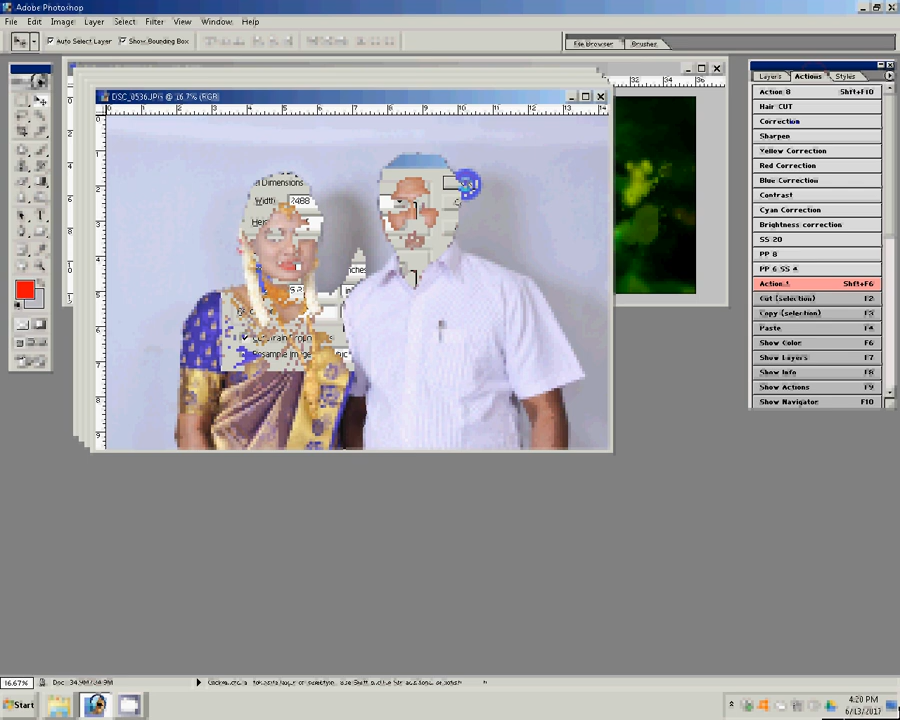 Adobe Photoshop
File Edit Image Layer Select Filter View Window Help
Auto Select Layer Show Bounding Box
File Browser Brushes
DSC_0536.JPG @ 16.7% (RGB)
Layers Actions Styles
Action 8 Shft+F10
Hair CUT
Correction
Sharpen
Yellow Correction
Red Correction
Blue Correction
Contrast
Cyan Correction
Brightness correction
SS 20
PP 8
PP 6 SS 4
Action 1 Shft+F6
Cut (selection) F2
Copy (selection) F3
Paste F4
Show Color F6
Show Layers F7
Show Info F8
Show Actions F9
Show Navigator F10
Dimensions
Width: 7488
16.67%
Start
4:20 PM
6/13/2017